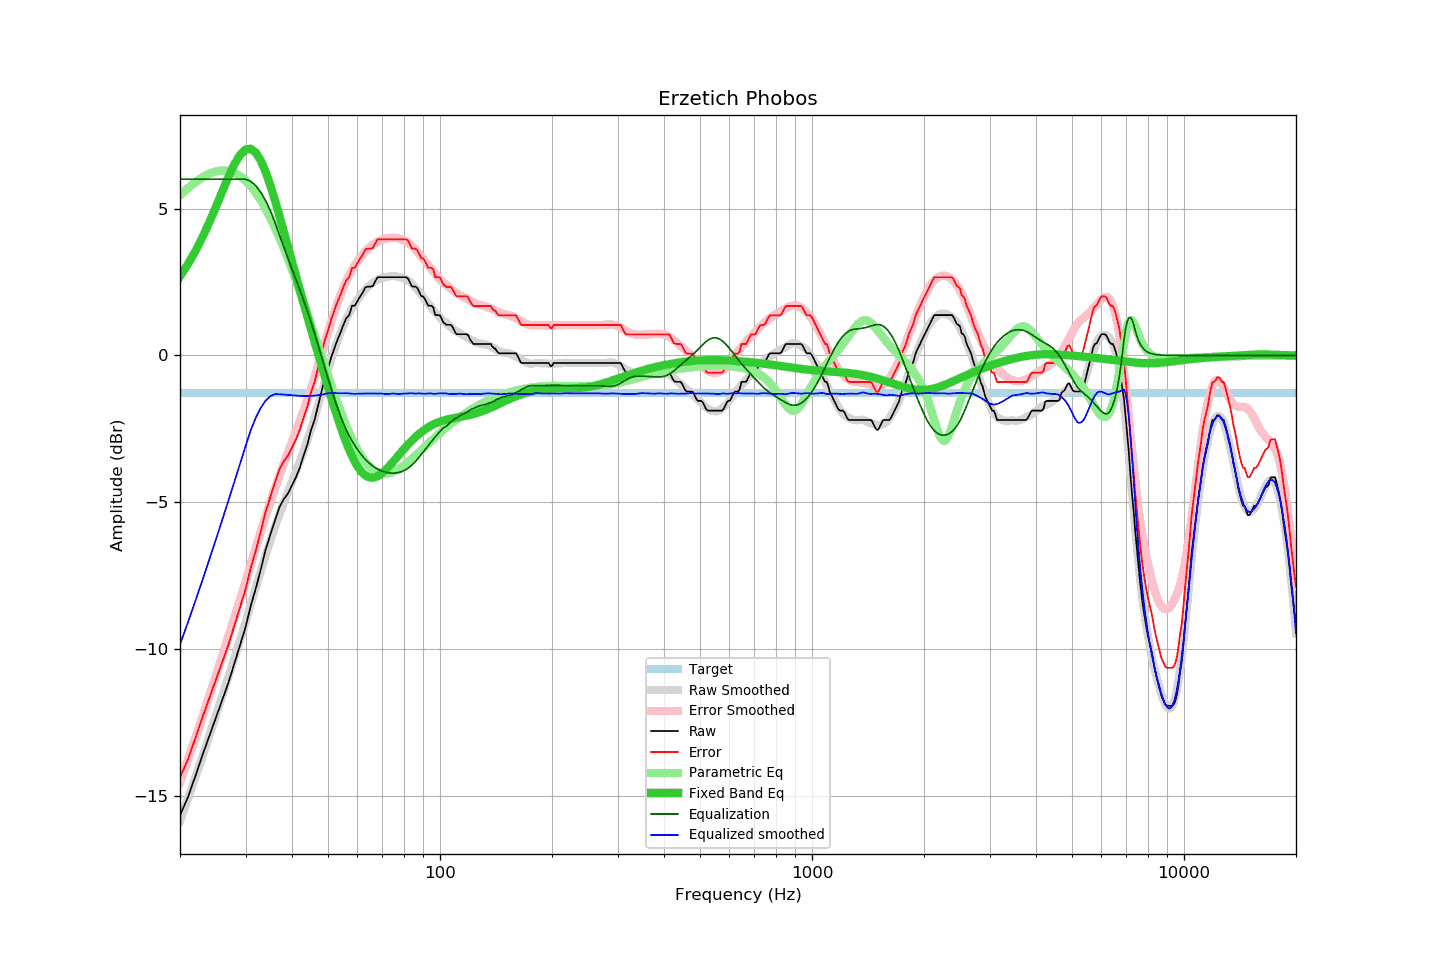 Erzetich Phobos
5
0
−5
−10
−15
Amplitude (dBr)
100
1000
10000
Frequency (Hz)
Target
Raw Smoothed
Error Smoothed
Raw
Error
Parametric Eq
Fixed Band Eq
Equalization
Equalized smoothed